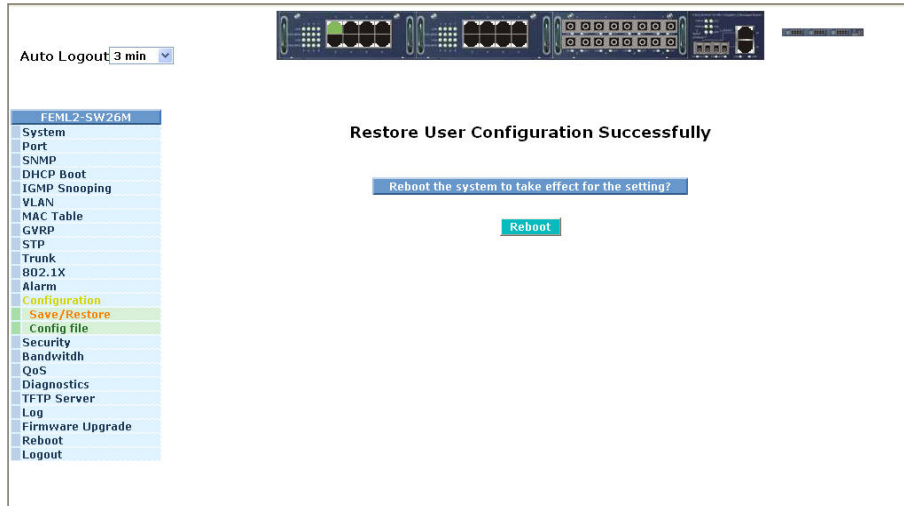 Auto Logout 3 min
FEML2-SW26M
System
Port
SNMP
DHCP Boot
IGMP Snooping
VLAN
MAC Table
GVRP
STP
Trunk
802.1X
Alarm
Configuration
Save/Restore
Config file
Security
Bandwitdh
QoS
Diagnostics
TFTP Server
Log
Firmware Upgrade
Reboot
Logout
Restore User Configuration Successfully
Reboot the system to take effect for the setting?
Reboot